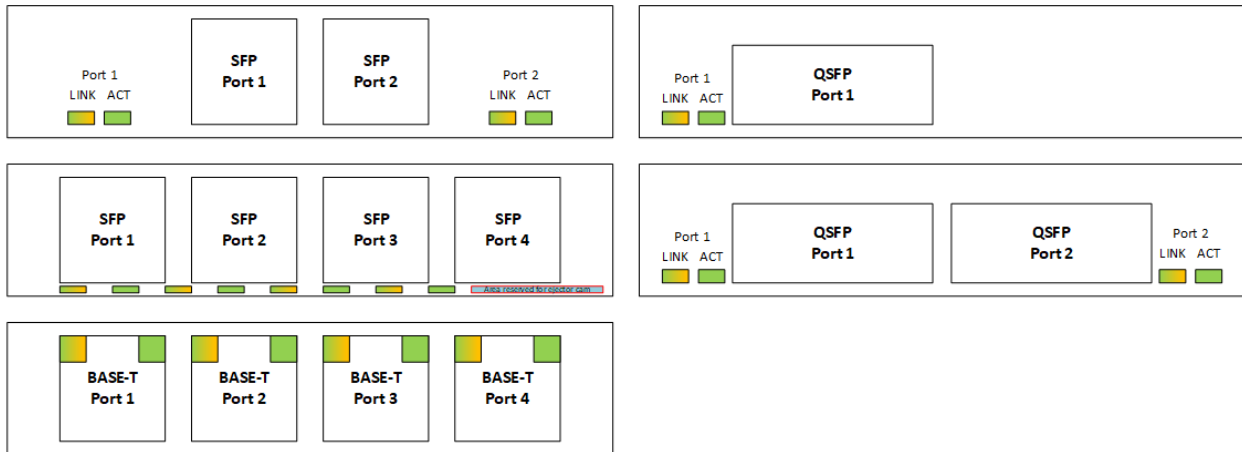 Port 1
LINK ACT
SFP
Port 1
SFP
Port 2
Port 2
LINK ACT
Port 1
LINK ACT
QSFP
Port 1
SFP
Port 1
SFP
Port 2
SFP
Port 3
SFP
Port 4
Area reserved for ejector cam
Port 1
LINK ACT
QSFP
Port 1
QSFP
Port 2
Port 2
LINK ACT
BASE-T
Port 1
BASE-T
Port 2
BASE-T
Port 3
BASE-T
Port 4